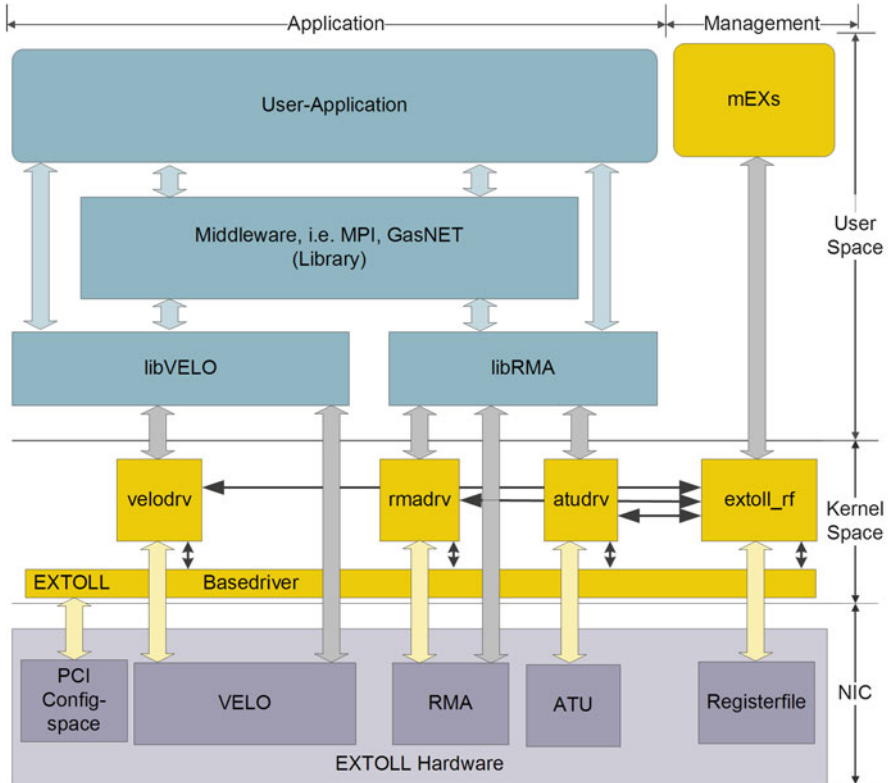 Application
Management
User-Application
mEXs
Middleware, i.e. MPI, GasNET
(Library)
User
Space
libVELO
libRMA
velodrv
rmadrv
atudrv
extoll_rf
Kernel
Space
EXTOLL
Basedriver
PCI
Config-
space
VELO
RMA
ATU
Registerfile
NIC
EXTOLL Hardware